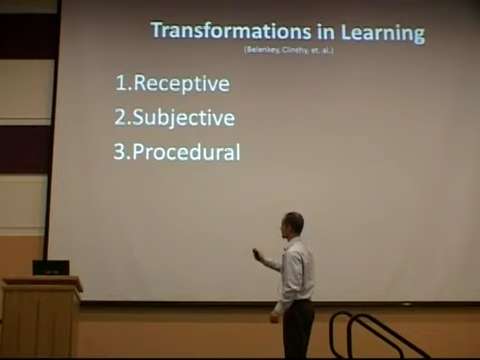 Transformations in Learning
(Belenkey, Clinchy, et. al.)
1.Receptive
2.Subjective
3.Procedural